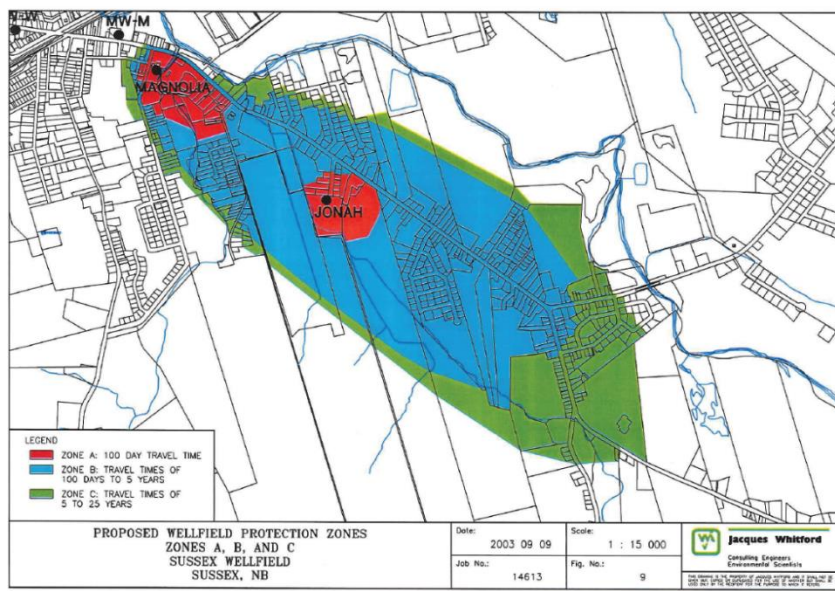 MW-M
MAGNOLIA
JONAH
LEGEND
ZONE A: 100 DAY TRAVEL TIME
ZONE B: TRAVEL TIMES OF
100 DAYS TO 5 YEARS
ZONE C: TRAVEL TIMES OF
5 TO 25 YEARS
PROPOSED WELLFIELD PROTECTION ZONES
ZONES A, B, AND C
SUSSEX WELLFIELD
SUSSEX, NB
Date:
2003 09 09
Scale:
1 : 15 000
Job No.:
14613
Fig. No.:
9
Jacques Whitford
Consulting Engineers
Environmental Scientists